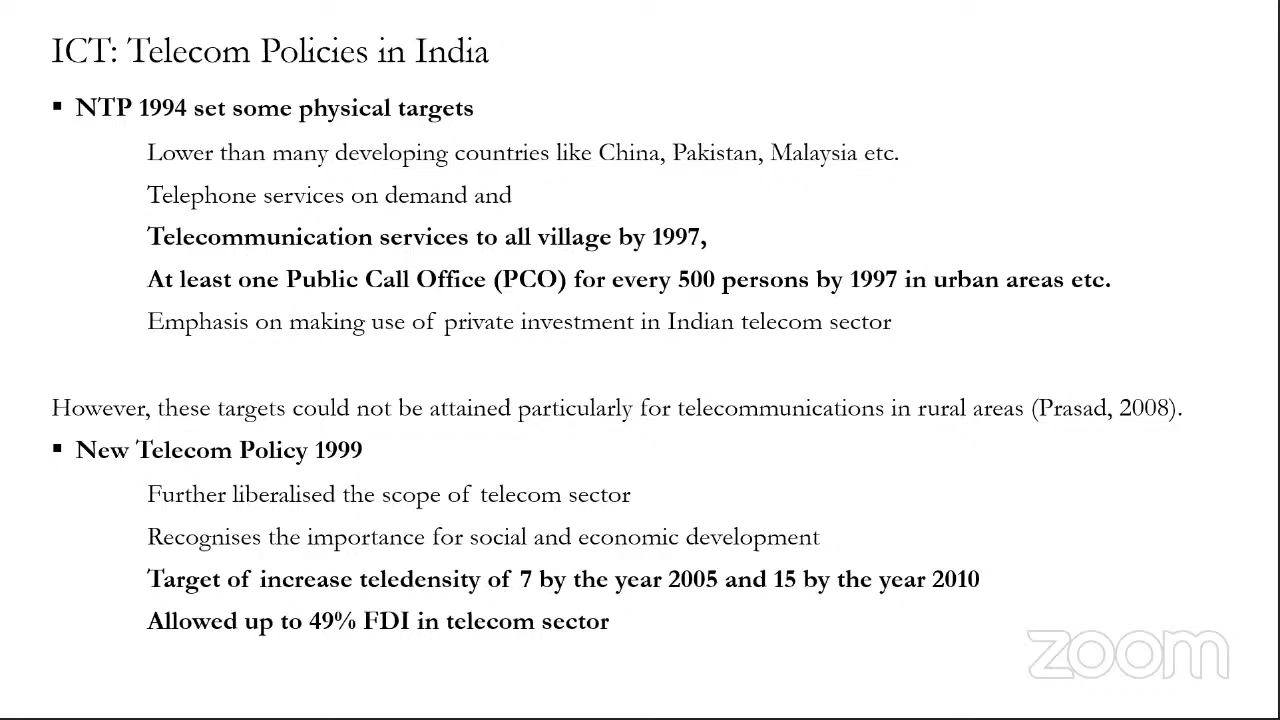 ICT: Telecom Policies in India
▪ NTP 1994 set some physical targets
Lower than many developing countries like China, Pakistan, Malaysia etc.
Telephone services on demand and
Telecommunication services to all village by 1997,
At least one Public Call Office (PCO) for every 500 persons by 1997 in urban areas etc.
Emphasis on making use of private investment in Indian telecom sector
However, these targets could not be attained particularly for telecommunications in rural areas (Prasad, 2008).
▪ New Telecom Policy 1999
Further liberalised the scope of telecom sector
Recognises the importance for social and economic development
Target of increase teledensity of 7 by the year 2005 and 15 by the year 2010
Allowed up to 49% FDI in telecom sector
zoom